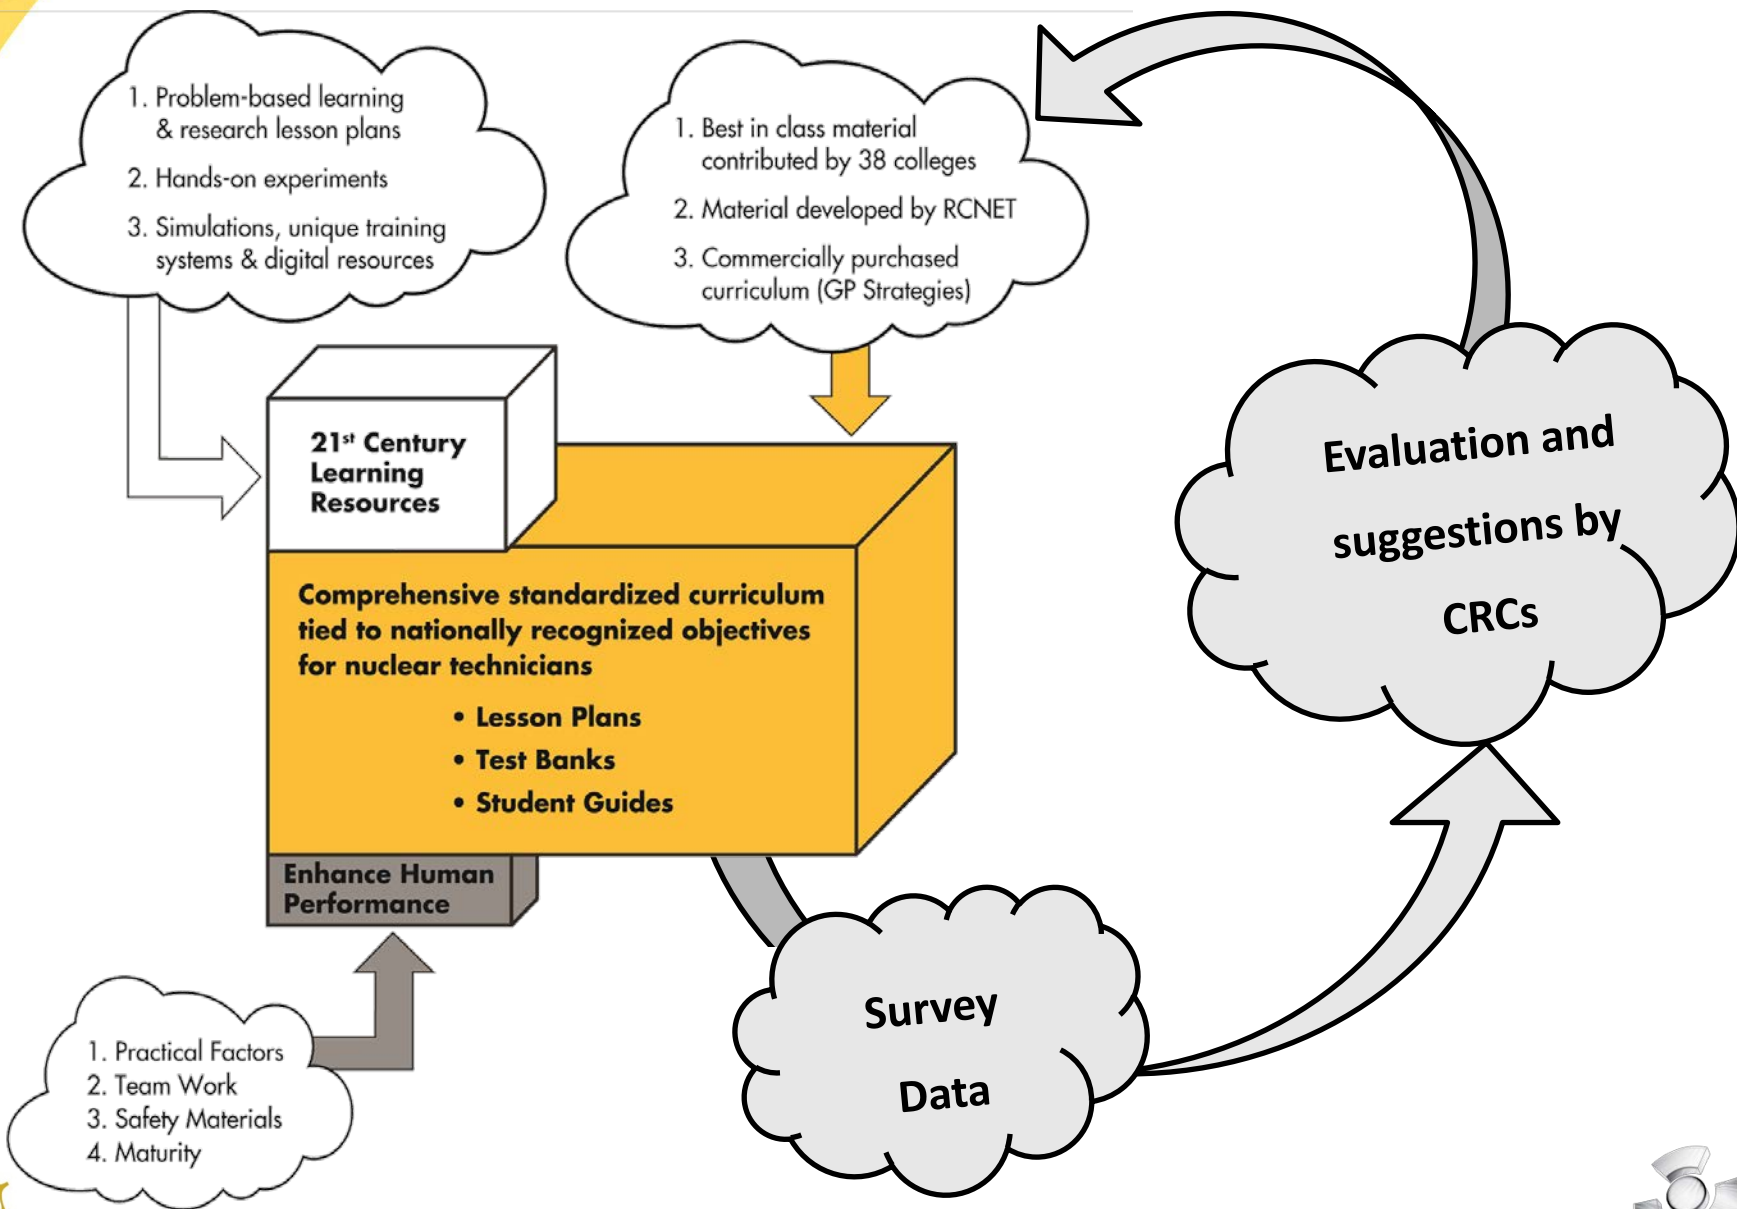 1. Problem-based learning
& research lesson plans
2. Hands-on experiments
3. Simulations, unique training
systems & digital resources
1. Best in class material
contributed by 38 colleges
2. Material developed by RCNET
3. Commercially purchased
curriculum (GP Strategies)
21st Century
Learning
Resources
Comprehensive standardized curriculum
tied to nationally recognized objectives
for nuclear technicians
• Lesson Plans
• Test Banks
• Student Guides
Enhance Human
Performance
1. Practical Factors
2. Team Work
3. Safety Materials
4. Maturity
Survey
Data
Evaluation and
suggestions by
CRCs